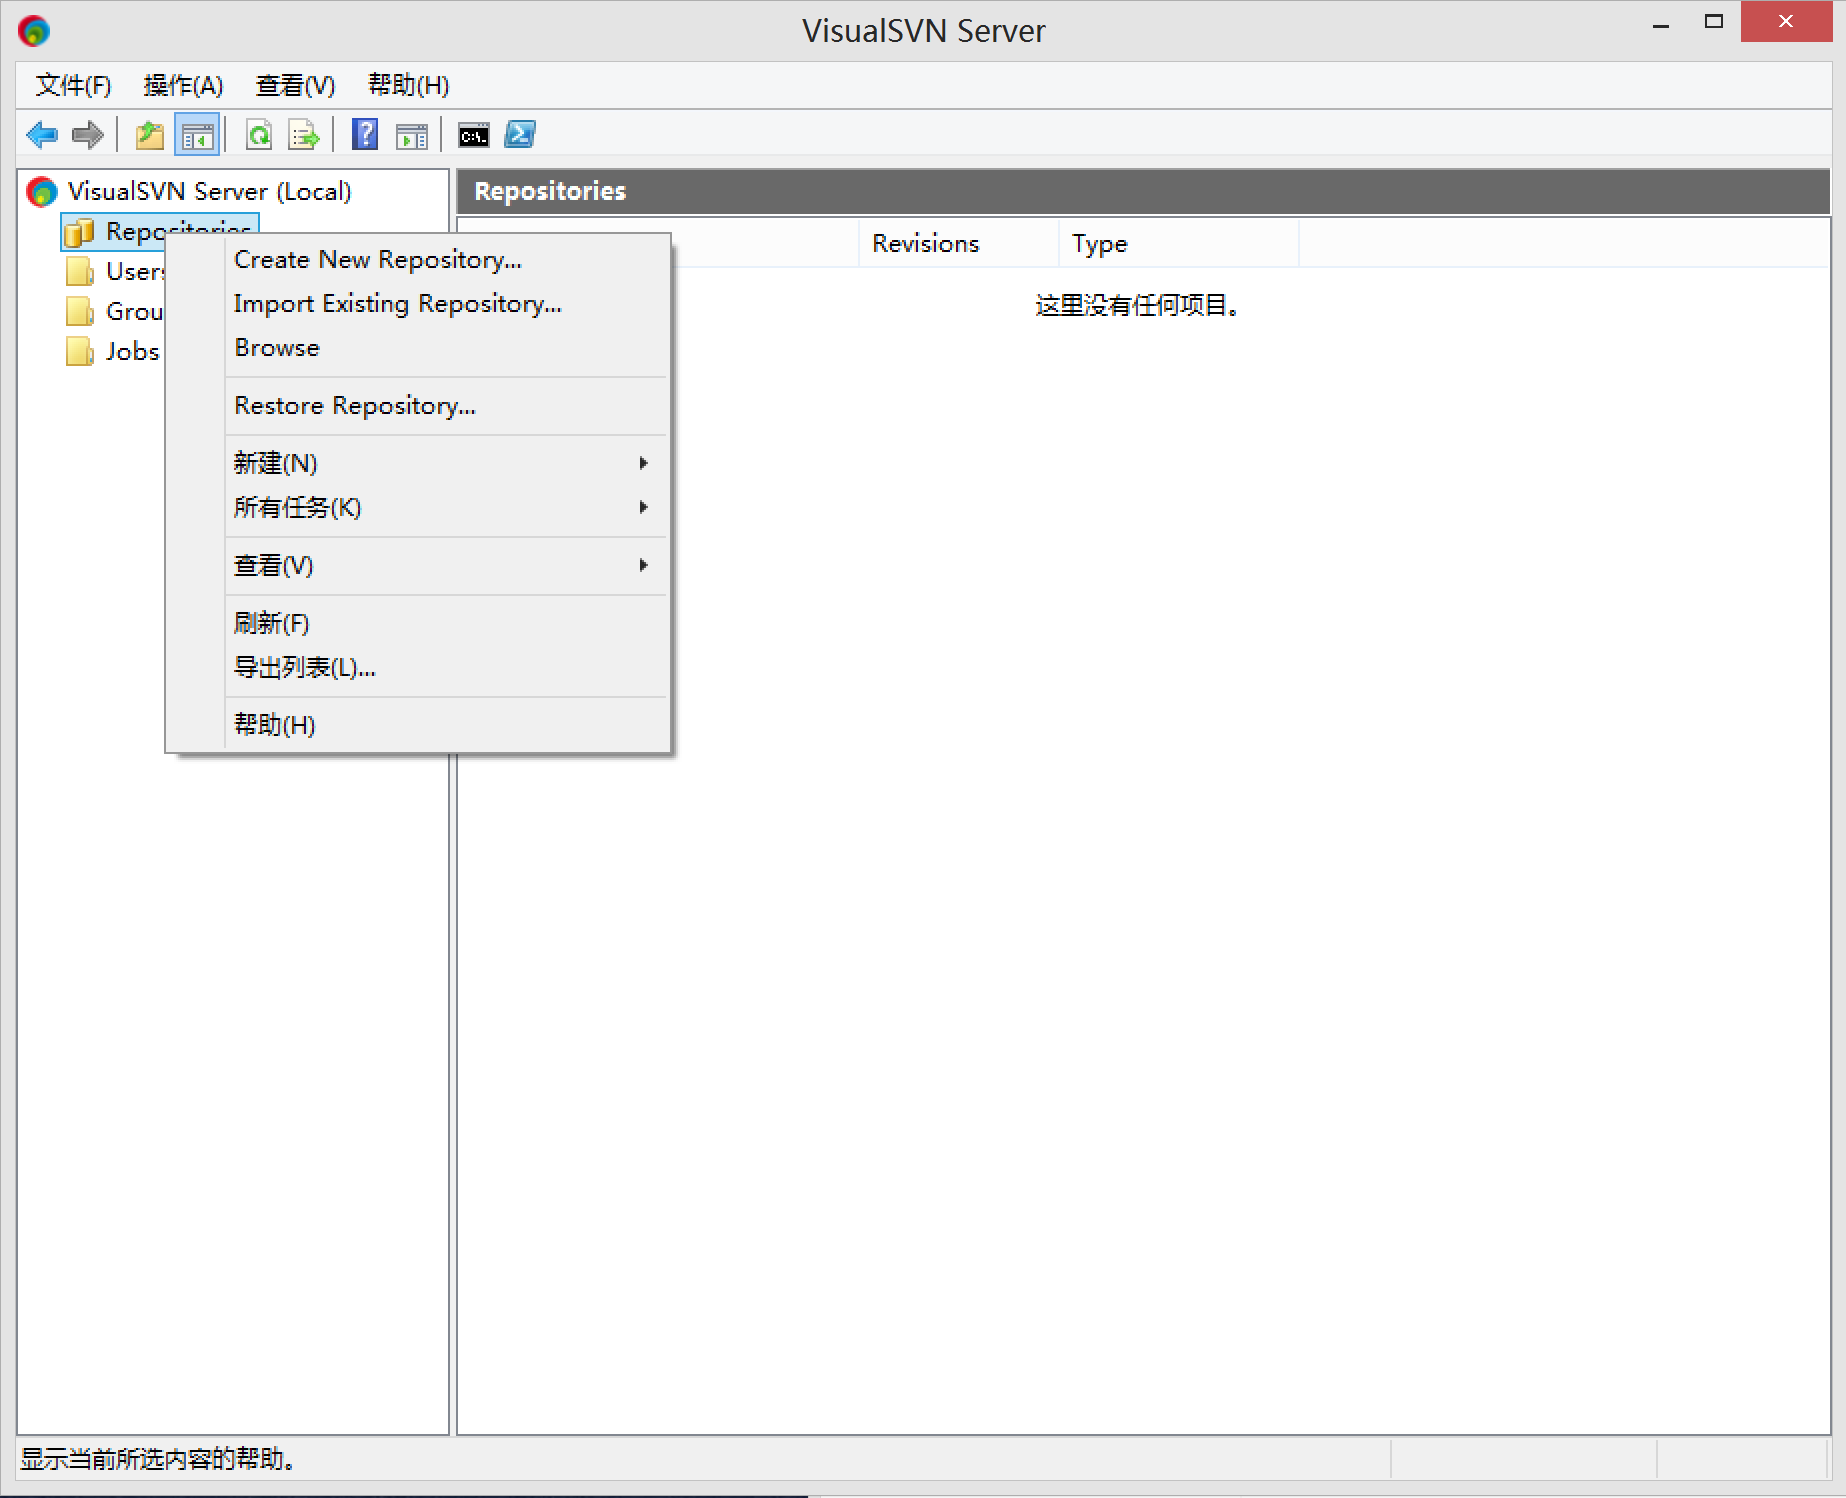 VisualSVN Server
文件(F) 操作(A) 查看(V) 帮助(H)
C:\.
VisualSVN Server (Local)
Repositories
Users
Grou
Jobs
Repositories
Revisions Type
这里没有任何项目。
Create New Repository...
Import Existing Repository...
Browse
Restore Repository...
新建(N)
所有任务(K)
查看(V)
刷新(F)
导出列表(L)...
帮助(H)
显示当前所选内容的帮助。